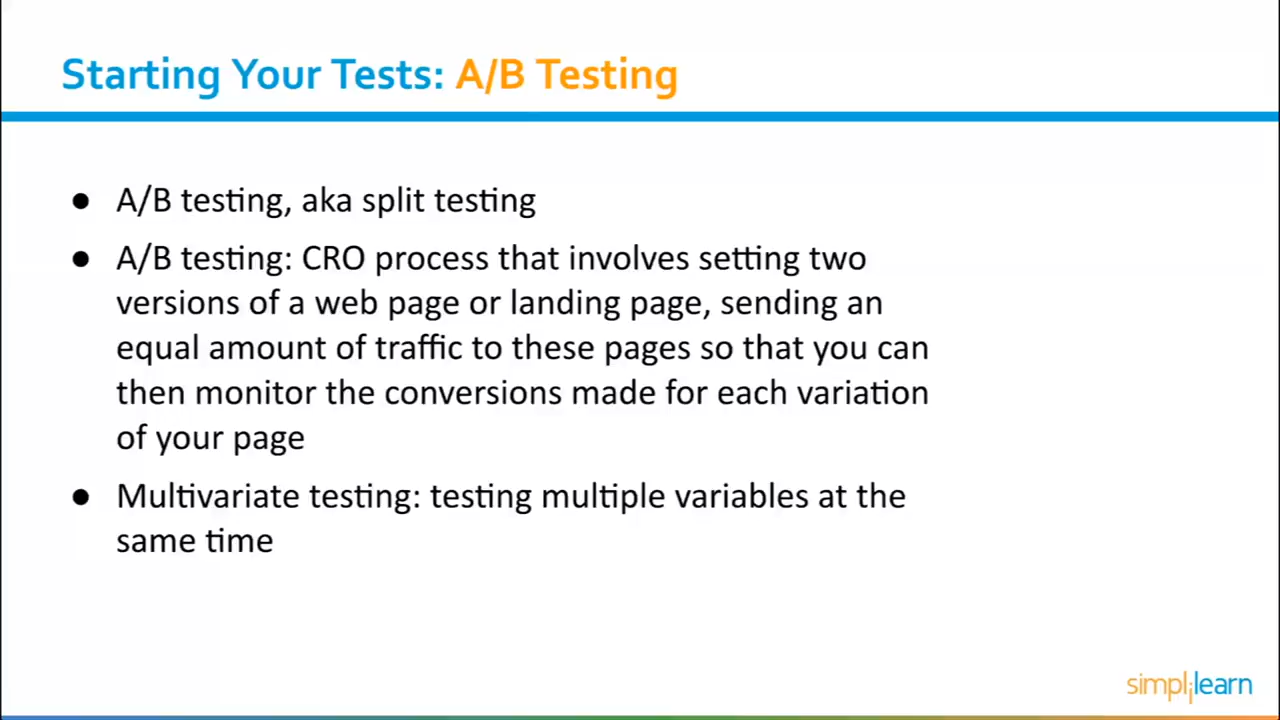 Starting Your Tests: A/B Testing
● A/B testing, aka split testing
● A/B testing: CRO process that involves setting two
versions of a web page or landing page, sending an
equal amount of traffic to these pages so that you can
then monitor the conversions made for each variation
of your page
● Multivariate testing: testing multiple variables at the
same time
simplilearn